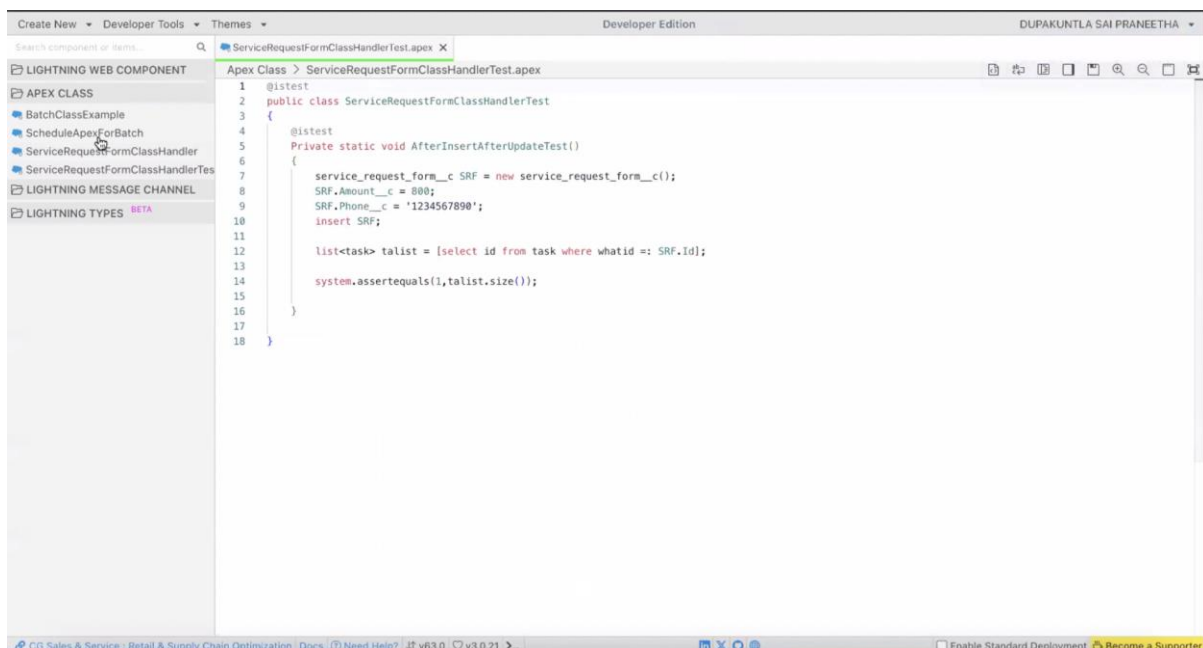 Create New Developer Tools Themes Developer Edition DUPAKUNTLA SAI PRANEETHA
Search component or items...
ServiceRequestFormClassHandlerTest.apex X
LIGHTNING WEB COMPONENT
APEX CLASS
BatchClassExample
ScheduleApexForBatch
ServiceRequestFormClassHandler
ServiceRequestFormClassHandlerTes
LIGHTNING MESSAGE CHANNEL
LIGHTNING TYPES BETA
Apex Class > ServiceRequestFormClassHandlerTest.apex
1 @istest
2 public class ServiceRequestFormClassHandlerTest
3 {
4 @istest
5 Private static void AfterInsertAfterUpdateTest()
6 {
7 service_request_form__c SRF = new service_request_form__c();
8 SRF.Amount__c = 800;
9 SRF.Phone__c = '1234567890';
10 insert SRF;
11
12 list<task> talist = [select id from task where whatid =: SRF.Id];
13
14 system.assertequals(1,talist.size());
15
16 }
17
18 }
CG Sales & Service : Retail & Supply Chain Optimization Docs Need Help? v63.0 v3.0.21 > Enable Standard Deployment Become a Supporter